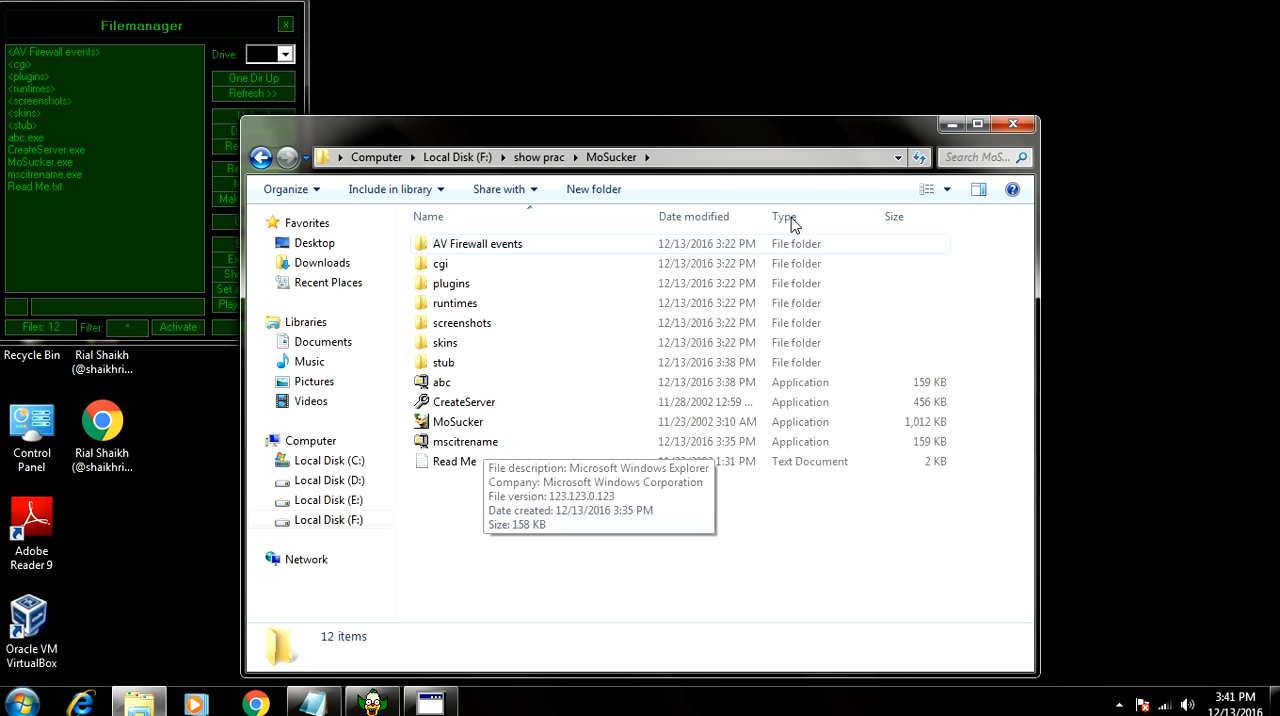 Filemanager
x
<AV Firewall events>
<cgi>
<plugins>
<runtimes>
<screenshots>
<skins>
<stub>
abc.exe
CreateServer.exe
MoSucker.exe
mscitrename.exe
Read Me.txt
Drive:
One Dir Up
Refresh >>
Files: 12
Filter
*
Activate
Computer
Local Disk (F:)
show prac
MoSucker
Search MoS...
Organize
Include in library
Share with
New folder
Name
Date modified
Type
Size
Favorites
Desktop
Downloads
Recent Places
Libraries
Documents
Music
Pictures
Videos
Computer
Local Disk (C:)
Local Disk (D:)
Local Disk (E:)
Local Disk (F:)
Network
AV Firewall events 12/13/2016 3:22 PM File folder
cgi 12/13/2016 3:22 PM File folder
plugins 12/13/2016 3:22 PM File folder
runtimes 12/13/2016 3:22 PM File folder
screenshots 12/13/2016 3:22 PM File folder
skins 12/13/2016 3:22 PM File folder
stub 12/13/2016 3:38 PM File folder
abc 12/13/2016 3:38 PM Application 159 KB
CreateServer 11/28/2002 12:59 ... Application 456 KB
MoSucker 11/23/2002 3:10 AM Application 1,012 KB
mscitrename 12/13/2016 3:35 PM Application 159 KB
Read Me 1:31 PM Text Document 2 KB
File description: Microsoft Windows Explorer
Company: Microsoft Windows Corporation
File version: 123.123.0.123
Date created: 12/13/2016 3:35 PM
Size: 158 KB
12 items
Recycle Bin
Rial Shaikh
(@shaikhri...
Control
Panel
Rial Shaikh
(@shaikhri...
Adobe
Reader 9
Oracle VM
VirtualBox
3:41 PM
12/13/2016